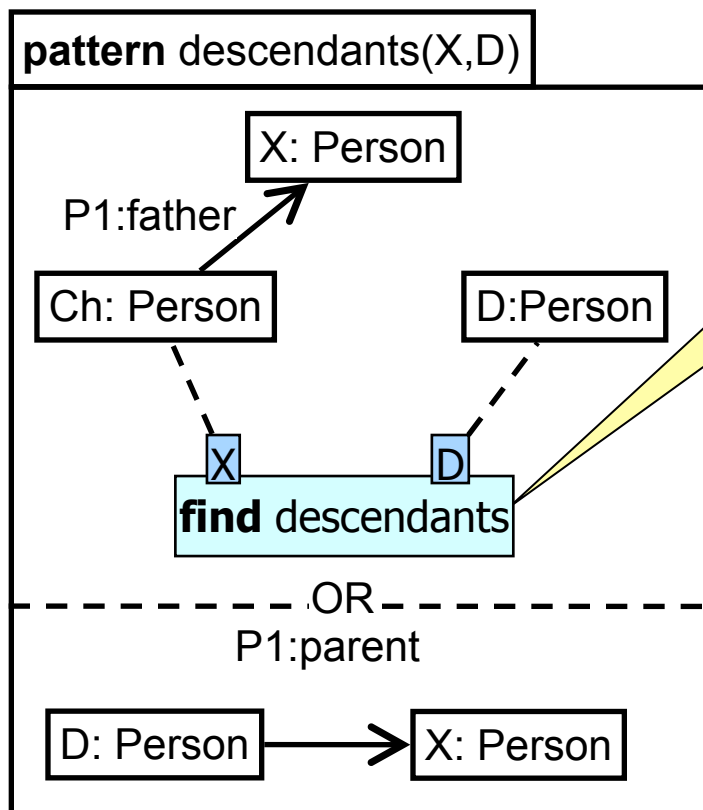 pattern descendants(X,D)
X: Person
P1:father
Ch: Person
D:Person
X
D
find descendants
OR
P1:parent
D: Person
X: Person